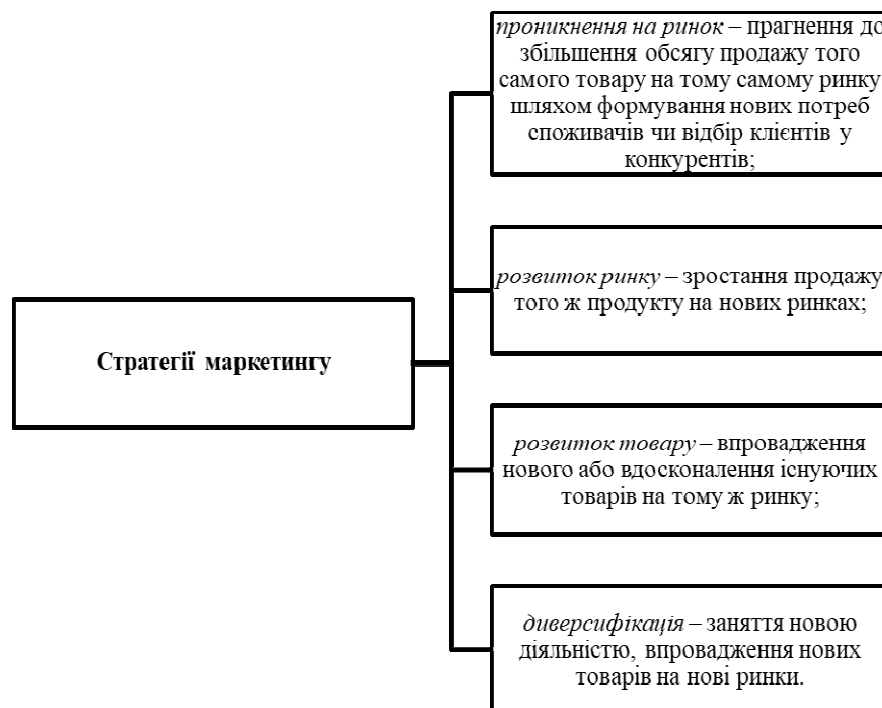 проникнення на ринок – прагнення до
збільшення обсягу продажу того
самого товару на тому самому ринку
шляхом формування нових потреб
споживачів чи відбір клієнтів у
конкурентів;
розвиток ринку – зростання продажу
того ж продукту на нових ринках;
Стратегії маркетингу
розвиток товару – впровадження
нового або вдосконалення існуючих
товарів на тому ж ринку;
диверсифікація – заняття новою
діяльністю, впровадження нових
товарів на нові ринки.